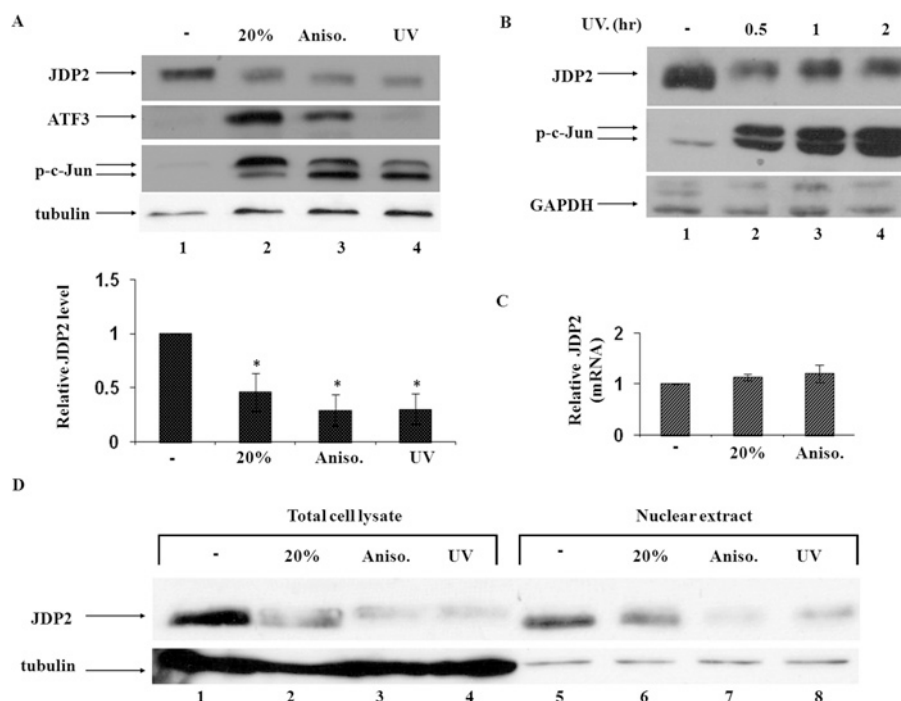 A
- 20% Aniso. UV
JDP2
ATF3
p-c-Jun
tubulin
1 2 3 4
1.5
1
0.5
0
Relative JDP2 level
* * *
- 20% Aniso. UV
B
UV. (hr) - 0.5 1 2
JDP2
p-c-Jun
GAPDH
1 2 3 4
C
2
1
0
Relative JDP2
(mRNA)
- 20% Aniso.
D
Total cell lysate Nuclear extract
- 20% Aniso. UV - 20% Aniso. UV
JDP2
tubulin
1 2 3 4 5 6 7 8